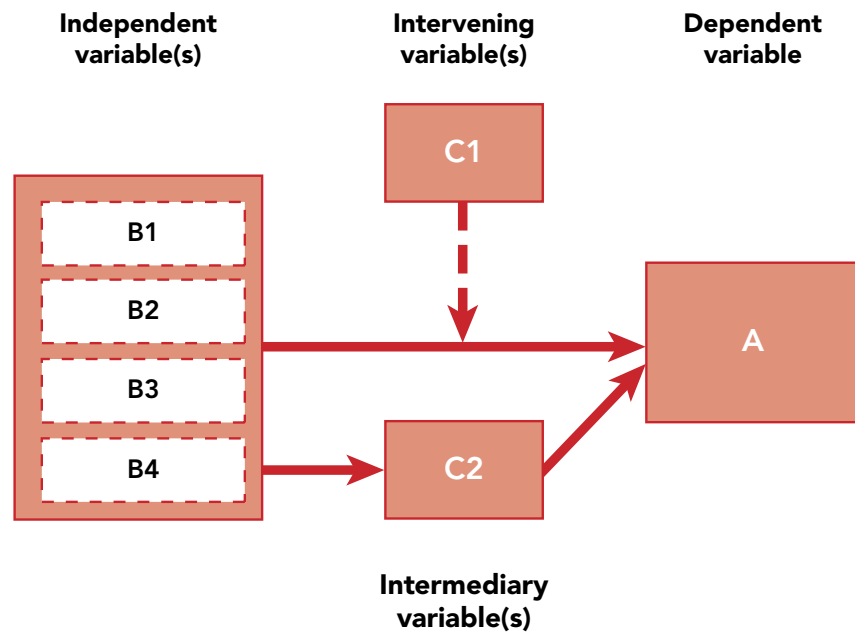 Independent
variable(s)
Intervening
variable(s)
Dependent
variable
C1
B1
B2
A
B3
B4
C2
Intermediary
variable(s)